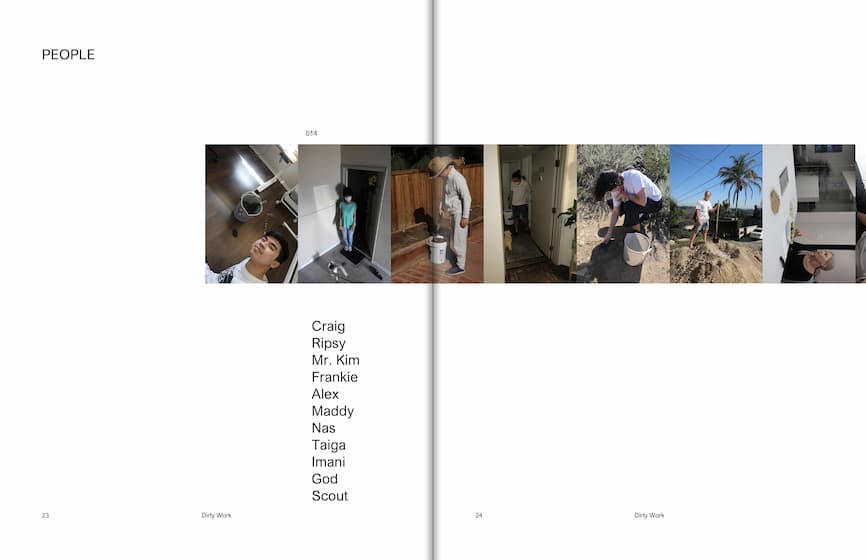 PEOPLE
014
Craig
Ripsy
Mr. Kim
Frankie
Alex
Maddy
Nas
Taiga
Imani
God
Scout
23
Dirty Work
24
Dirty Work